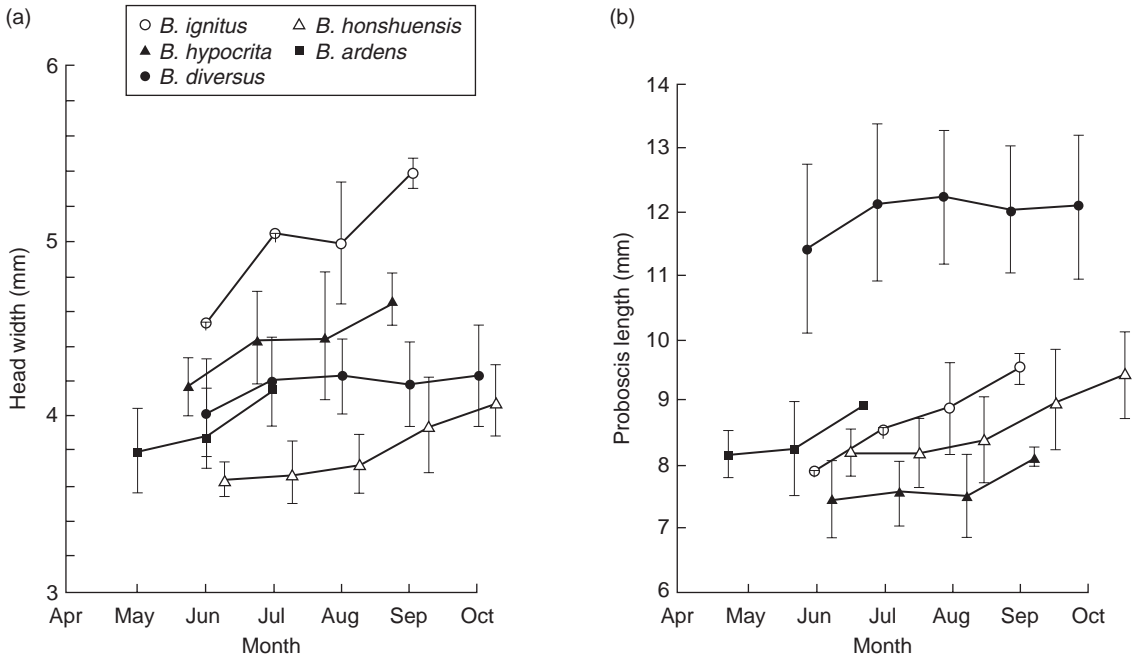 (a)
B. ignitus B. honshuensis
B. hypocrita B. ardens
B. diversus
6
5
4
3
Head width (mm)
Apr May Jun Jul Aug Sep Oct
Month
(b)
14
13
12
11
10
9
8
7
6
Proboscis length (mm)
Apr May Jun Jul Aug Sep Oct
Month